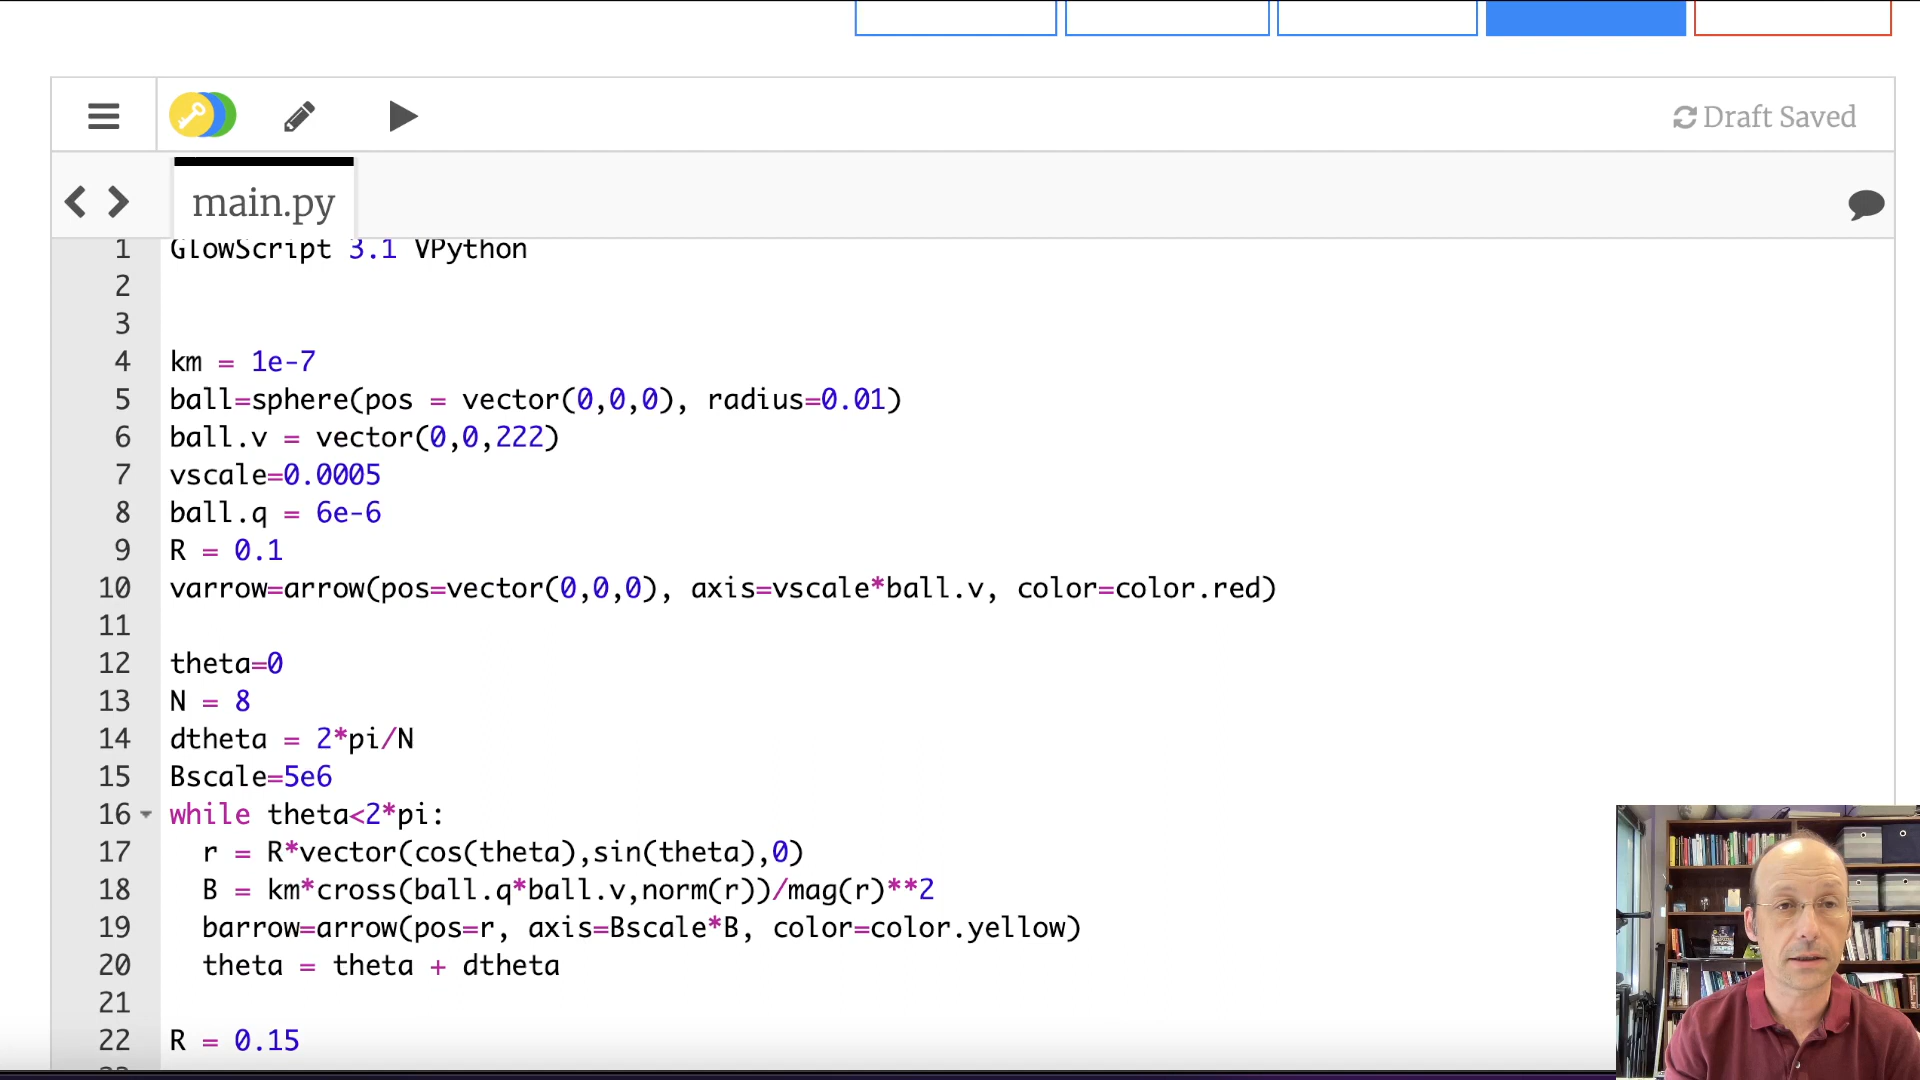 Draft Saved
main.py
1 GlowScript 3.1 VPython
2
3
4 km = 1e-7
5 ball=sphere(pos = vector(0,0,0), radius=0.01)
6 ball.v = vector(0,0,222)
7 vscale=0.0005
8 ball.q = 6e-6
9 R = 0.1
10 varrow=arrow(pos=vector(0,0,0), axis=vscale*ball.v, color=color.red)
11
12 theta=0
13 N = 8
14 dtheta = 2*pi/N
15 Bscale=5e6
16 while theta<2*pi:
17 r = R*vector(cos(theta),sin(theta),0)
18 B = km*cross(ball.q*ball.v,norm(r))/mag(r)**2
19 barrow=arrow(pos=r, axis=Bscale*B, color=color.yellow)
20 theta = theta + dtheta
21
22 R = 0.15